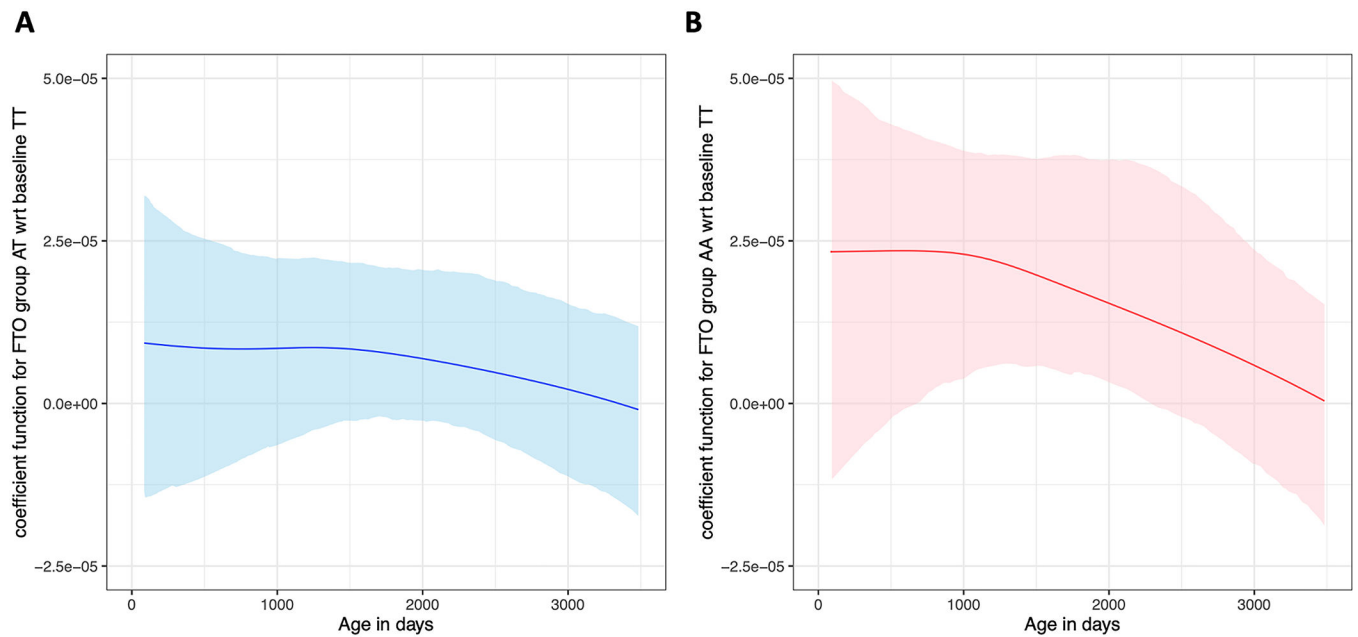 A
coefficient function for FTO group AT wrt baseline TT
5.0e−05
2.5e−05
0.0e+00
−2.5e−05
0
1000
2000
3000
Age in days
B
coefficient function for FTO group AA wrt baseline TT
5.0e−05
2.5e−05
0.0e+00
−2.5e−05
0
1000
2000
3000
Age in days